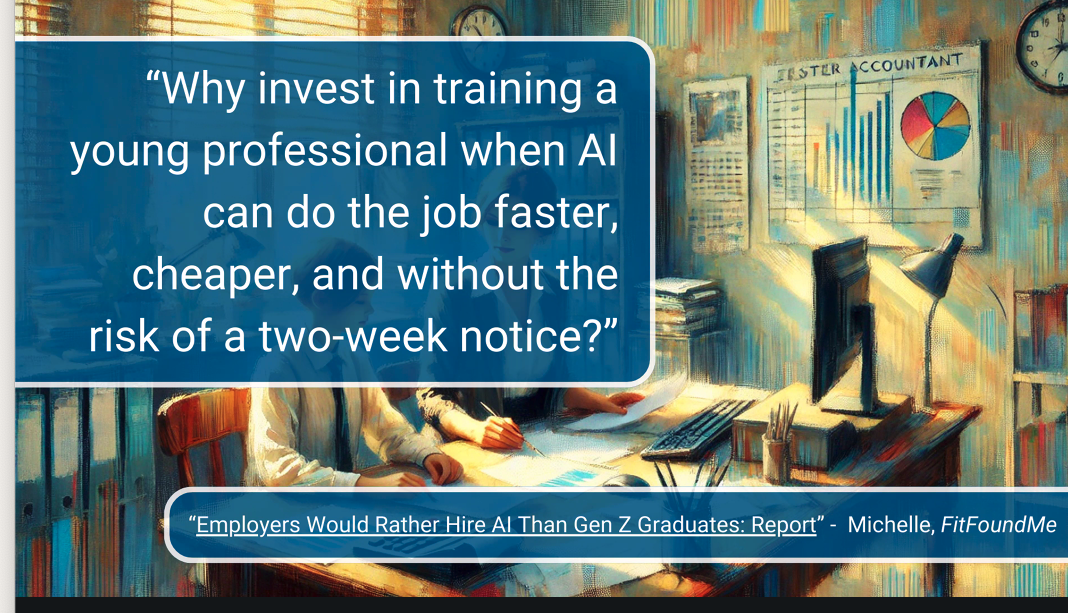 “Why invest in training a
young professional when AI
can do the job faster,
cheaper, and without the
risk of a two-week notice?”
ACCOUNTANT
“Employers Would Rather Hire AI Than Gen Z Graduates: Report” - Michelle, FitFoundMe